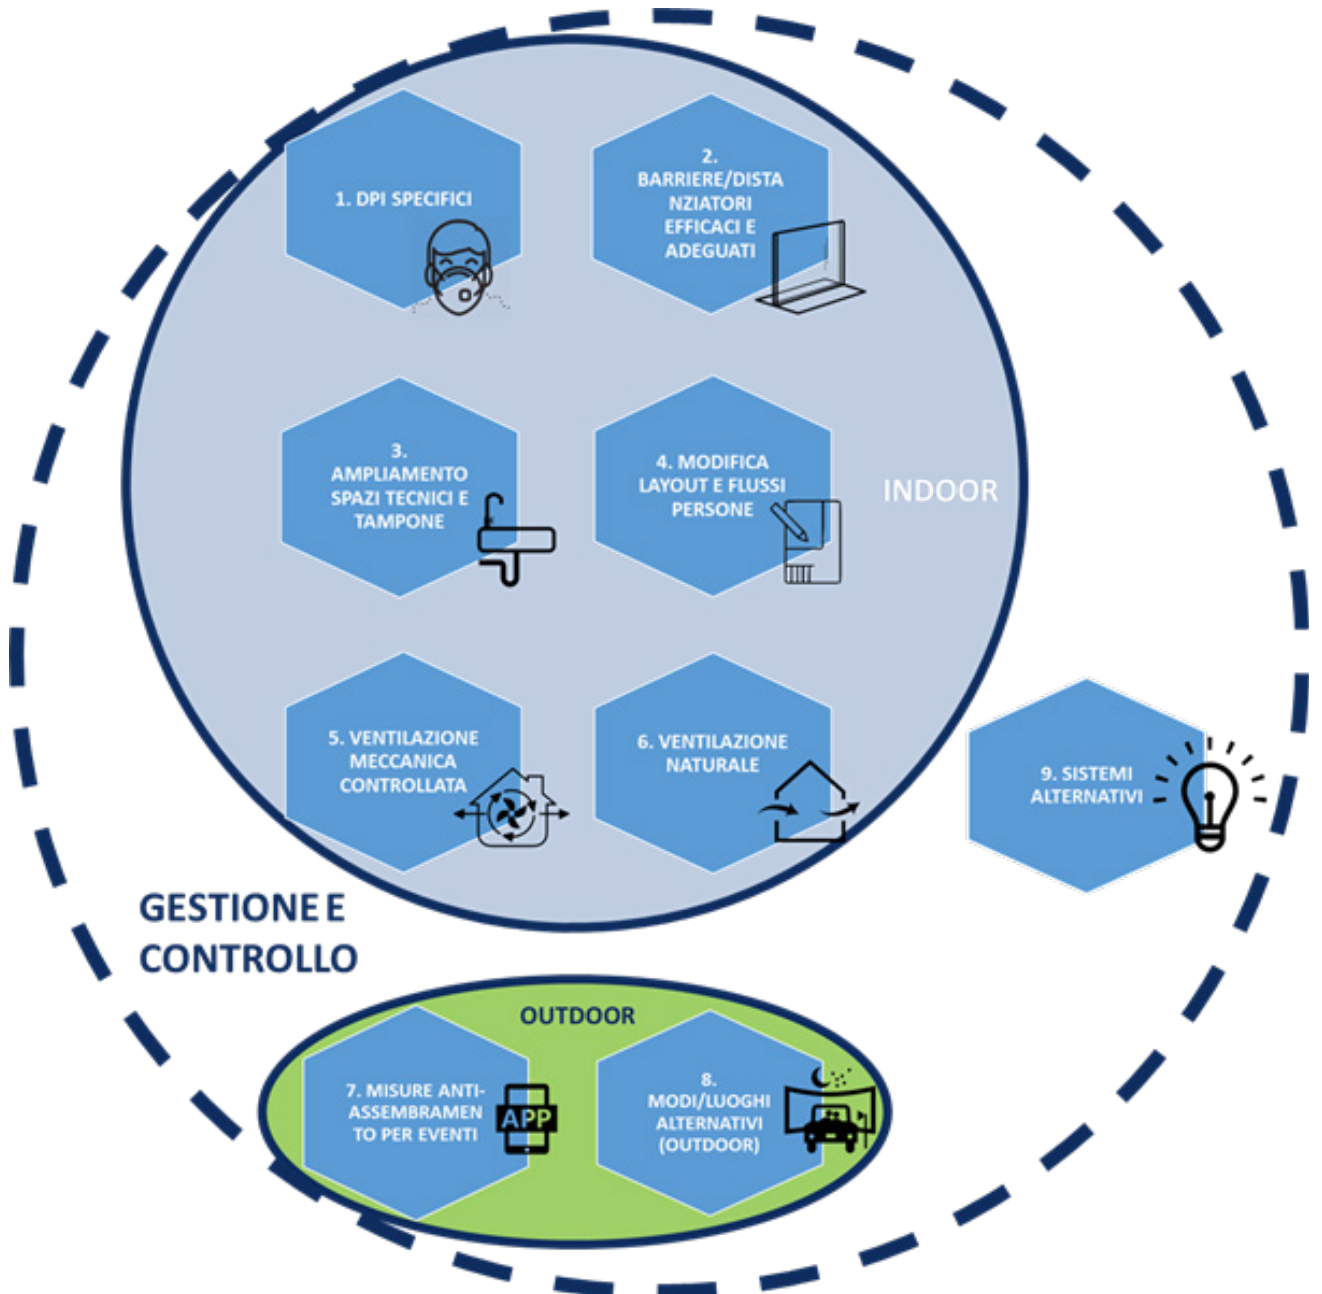 1. DPI SPECIFICI
2.
BARRIERE/DISTA
NZIATORI
EFFICACI E
ADEGUATI
3.
AMPLIAMENTO
SPAZI TECNICI E
TAMPONE
4. MODIFICA
LAYOUT E FLUSSI
PERSONE
INDOOR
5. VENTILAZIONE
MECCANICA
CONTROLLATA
6. VENTILAZIONE
NATURALE
9. SISTEMI
ALTERNATIVI
GESTIONE E
CONTROLLO
OUTDOOR
7. MISURE ANTI-
ASSEMBRAMEN
TO PER EVENTI
APP
8.
MODI/LUOGHI
ALTERNATIVI
(OUTDOOR)